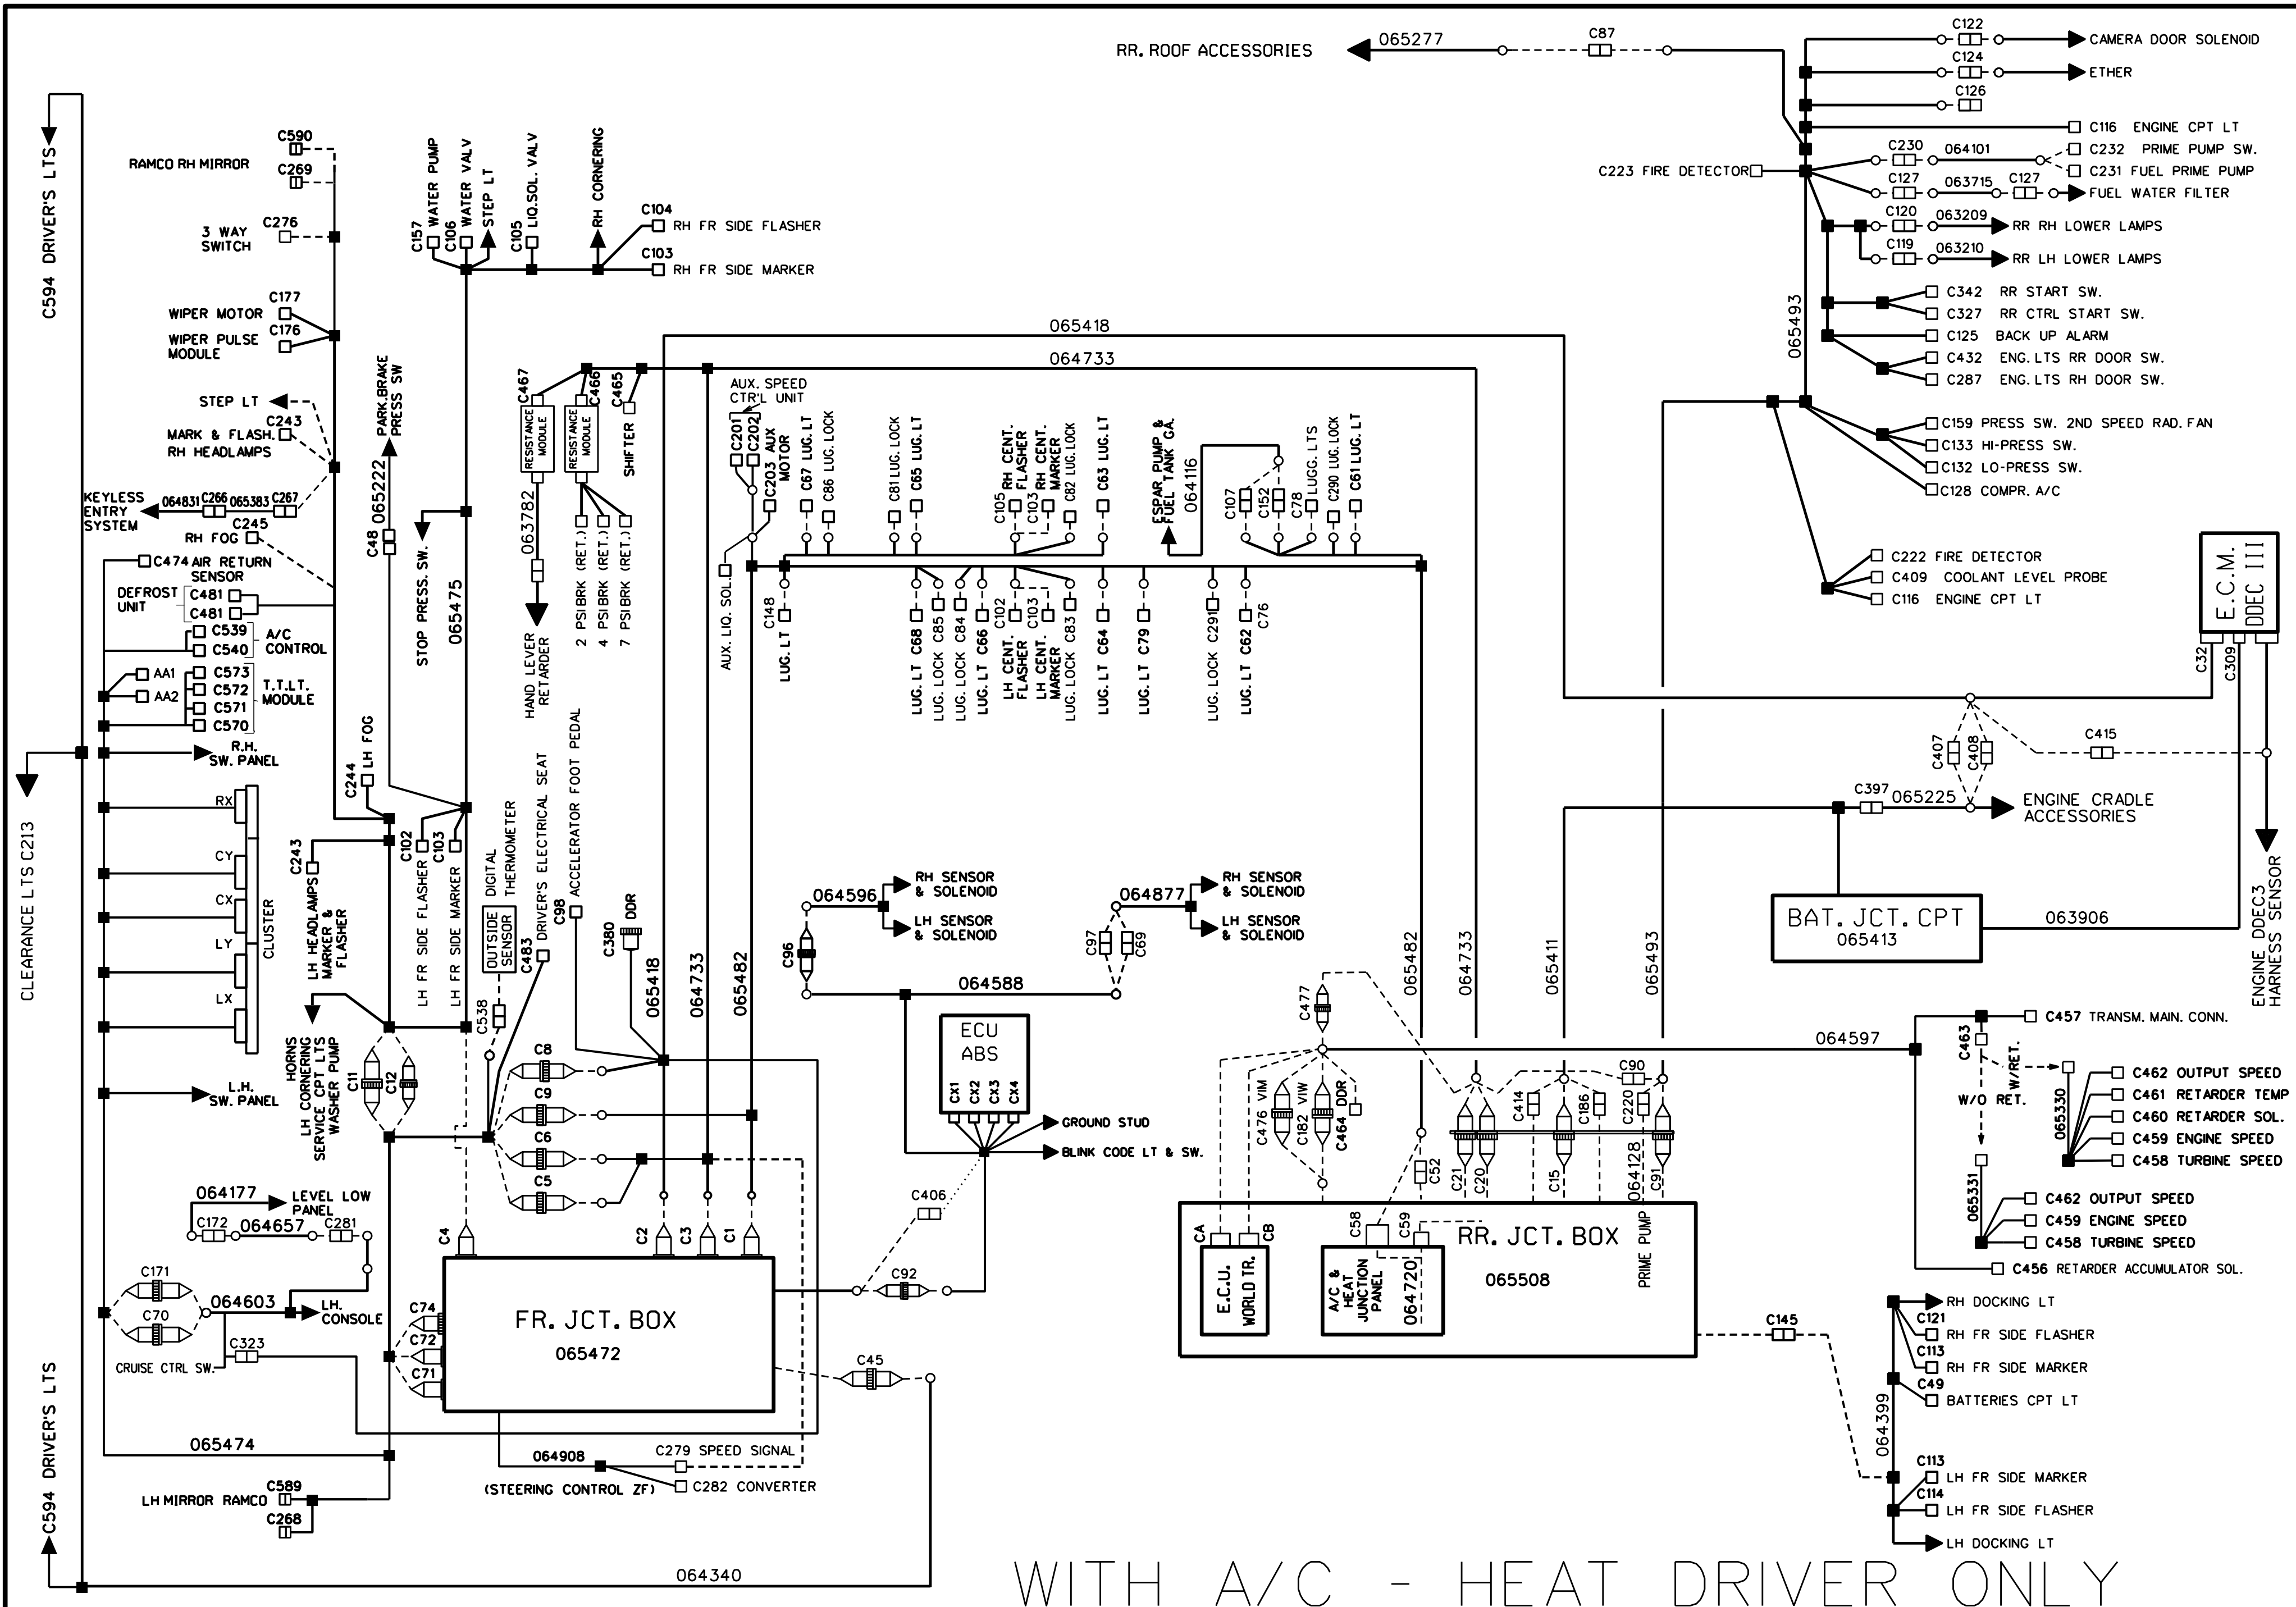 RR. ROOF ACCESSORIES
065277
C87
C122
CAMERA DOOR SOLENOID
C124
ETHER
C126
C116 ENGINE CPT LT
C230
064101
C232 PRIME PUMP SW.
C231 FUEL PRIME PUMP
C223 FIRE DETECTOR
C127
063715
C127
FUEL WATER FILTER
C120
063209
RR RH LOWER LAMPS
C119
063210
RR LH LOWER LAMPS
065493
C342 RR START SW.
C327 RR CTRL START SW.
C125 BACK UP ALARM
C432 ENG. LTS RR DOOR SW.
C287 ENG. LTS RH DOOR SW.
C159 PRESS SW. 2ND SPEED RAD. FAN
C133 HI-PRESS SW.
C132 LO-PRESS SW.
C128 COMPR. A/C
C222 FIRE DETECTOR
C409 COOLANT LEVEL PROBE
C116 ENGINE CPT LT
E.C.M.
DDEC III
C32
C309
C594 DRIVER'S LTS
C590
RAMCO RH MIRROR
C269
C276
3 WAY
SWITCH
C177
WIPER MOTOR
C176
WIPER PULSE
MODULE
STEP LT
C243
MARK & FLASH.
RH HEADLAMPS
KEYLESS
ENTRY
SYSTEM
064831
C266
065383
C267
C245
RH FOG
C474 AIR RETURN
SENSOR
DEFROST
UNIT
C481
C481
C539
C540
A/C
CONTROL
AA1
AA2
C573
C572
C571
C570
T.T.LT.
MODULE
R.H.
SW. PANEL
CLEARANCE LTS C213
RX
CY
CX
LY
LX
CLUSTER
L.H.
SW. PANEL
C157
WATER PUMP
C106
WATER VALV
STEP LT
C105
LIQ.SOL. VALV
RH CORNERING
C104
RH FR SIDE FLASHER
C103
RH FR SIDE MARKER
PARK.BRAKE
PRESS SW
065222
C48
STOP PRESS. SW.
065475
C244
LH FOG
C243
LH HEADLAMPS
MARKER &
FLASHER
C102
C103
LH FR SIDE FLASHER
LH FR SIDE MARKER
HORNS
LH CORNERING
SERVICE CPT LTS
WASHER PUMP
C11
C12
065418
064733
C467
C466
C465
RESISTANCE
MODULE
RESISTANCE
MODULE
SHIFTER
063782
HAND LEVER
RETARDER
2 PSI BRK (RET.)
4 PSI BRK (RET.)
7 PSI BRK (RET.)
AUX. SPEED
CTR'L UNIT
C201
C202
C203 AUX
MOTOR
AUX. LIQ. SOL.
C67 LUG. LT
C86 LUG. LOCK
C81 LUG. LOCK
C65 LUG. LT
C105
RH CENT.
FLASHER
C103
RH CENT.
MARKER
C82 LUG. LOCK
C63 LUG. LT
ESPAR PUMP &
FUEL TANK GA.
064116
C107
C152
C78
LUGG. LTS
C290 LUG. LOCK
C61 LUG. LT
C148
LUG. LT
LUG. LT C68
LUG. LOCK C85
LUG. LOCK C84
LUG. LT C66
C102
LH CENT.
FLASHER
C103
LH CENT.
MARKER
LUG. LOCK C83
LUG. LT C64
LUG. LT C79
LUG. LOCK C291
LUG. LT C62
C76
DIGITAL
THERMOMETER
OUTSIDE
SENSOR
C538
C483
DRIVER'S ELECTRICAL SEAT
C98
ACCELERATOR FOOT PEDAL
C380
DDR
065418
064733
065482
C8
C9
C6
C5
C4
C2
C3
C1
064596
C96
RH SENSOR
& SOLENOID
LH SENSOR
& SOLENOID
064877
C97
C69
RH SENSOR
& SOLENOID
LH SENSOR
& SOLENOID
064588
ECU
ABS
CX1
CX2
CX3
CX4
GROUND STUD
BLINK CODE LT & SW.
C406
C92
C45
065482
064733
065411
065493
C407
C408
C415
C397
065225
ENGINE CRADLE
ACCESSORIES
BAT. JCT. CPT
065413
063906
ENGINE DDEC3
HARNESS SENSOR
C477
C476 VIM
C182 VIW
C464 DDR
C52
C21
C20
C414
C15
C186
C90
C220
064128
C91
PRIME PUMP
CA
CB
E.C.U.
WORLD TR.
C58
C59
A/C &
HEAT
JUNCTION
PANEL
064720
RR. JCT. BOX
065508
064597
C457 TRANSM. MAIN. CONN.
C463
W/RET.
W/O RET.
065330
C462 OUTPUT SPEED
C461 RETARDER TEMP
C460 RETARDER SOL.
C459 ENGINE SPEED
C458 TURBINE SPEED
065331
C462 OUTPUT SPEED
C459 ENGINE SPEED
C458 TURBINE SPEED
C456 RETARDER ACCUMULATOR SOL.
C145
064399
RH DOCKING LT
C121
RH FR SIDE FLASHER
C113
RH FR SIDE MARKER
C49
BATTERIES CPT LT
C113
LH FR SIDE MARKER
C114
LH FR SIDE FLASHER
LH DOCKING LT
064177
LEVEL LOW
PANEL
C172
064657
C281
C171
C70
064603
LH.
CONSOLE
C323
CRUISE CTRL SW.
C74
C72
C71
FR. JCT. BOX
065472
065474
064908
(STEERING CONTROL ZF)
C279 SPEED SIGNAL
C282 CONVERTER
C589
LH MIRROR RAMCO
C268
C594 DRIVER'S LTS
064340
WITH A/C - HEAT DRIVER ONLY